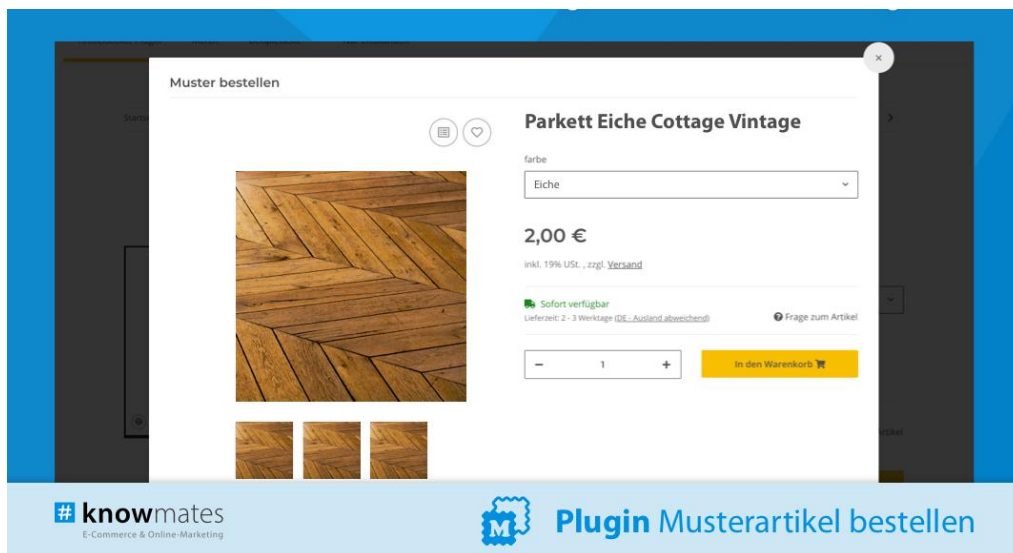 Muster bestellen
×
Parkett Eiche Cottage Vintage
farbe
Eiche
2,00 €
inkl. 19% USt. , zzgl. Versand
Sofort verfügbar
Lieferzeit: 2 - 3 Werktage (DE - Ausland abweichend)
Frage zum Artikel
− 1 +
In den Warenkorb
# knowmates
E-Commerce & Online-Marketing
M
Plugin Musterartikel bestellen